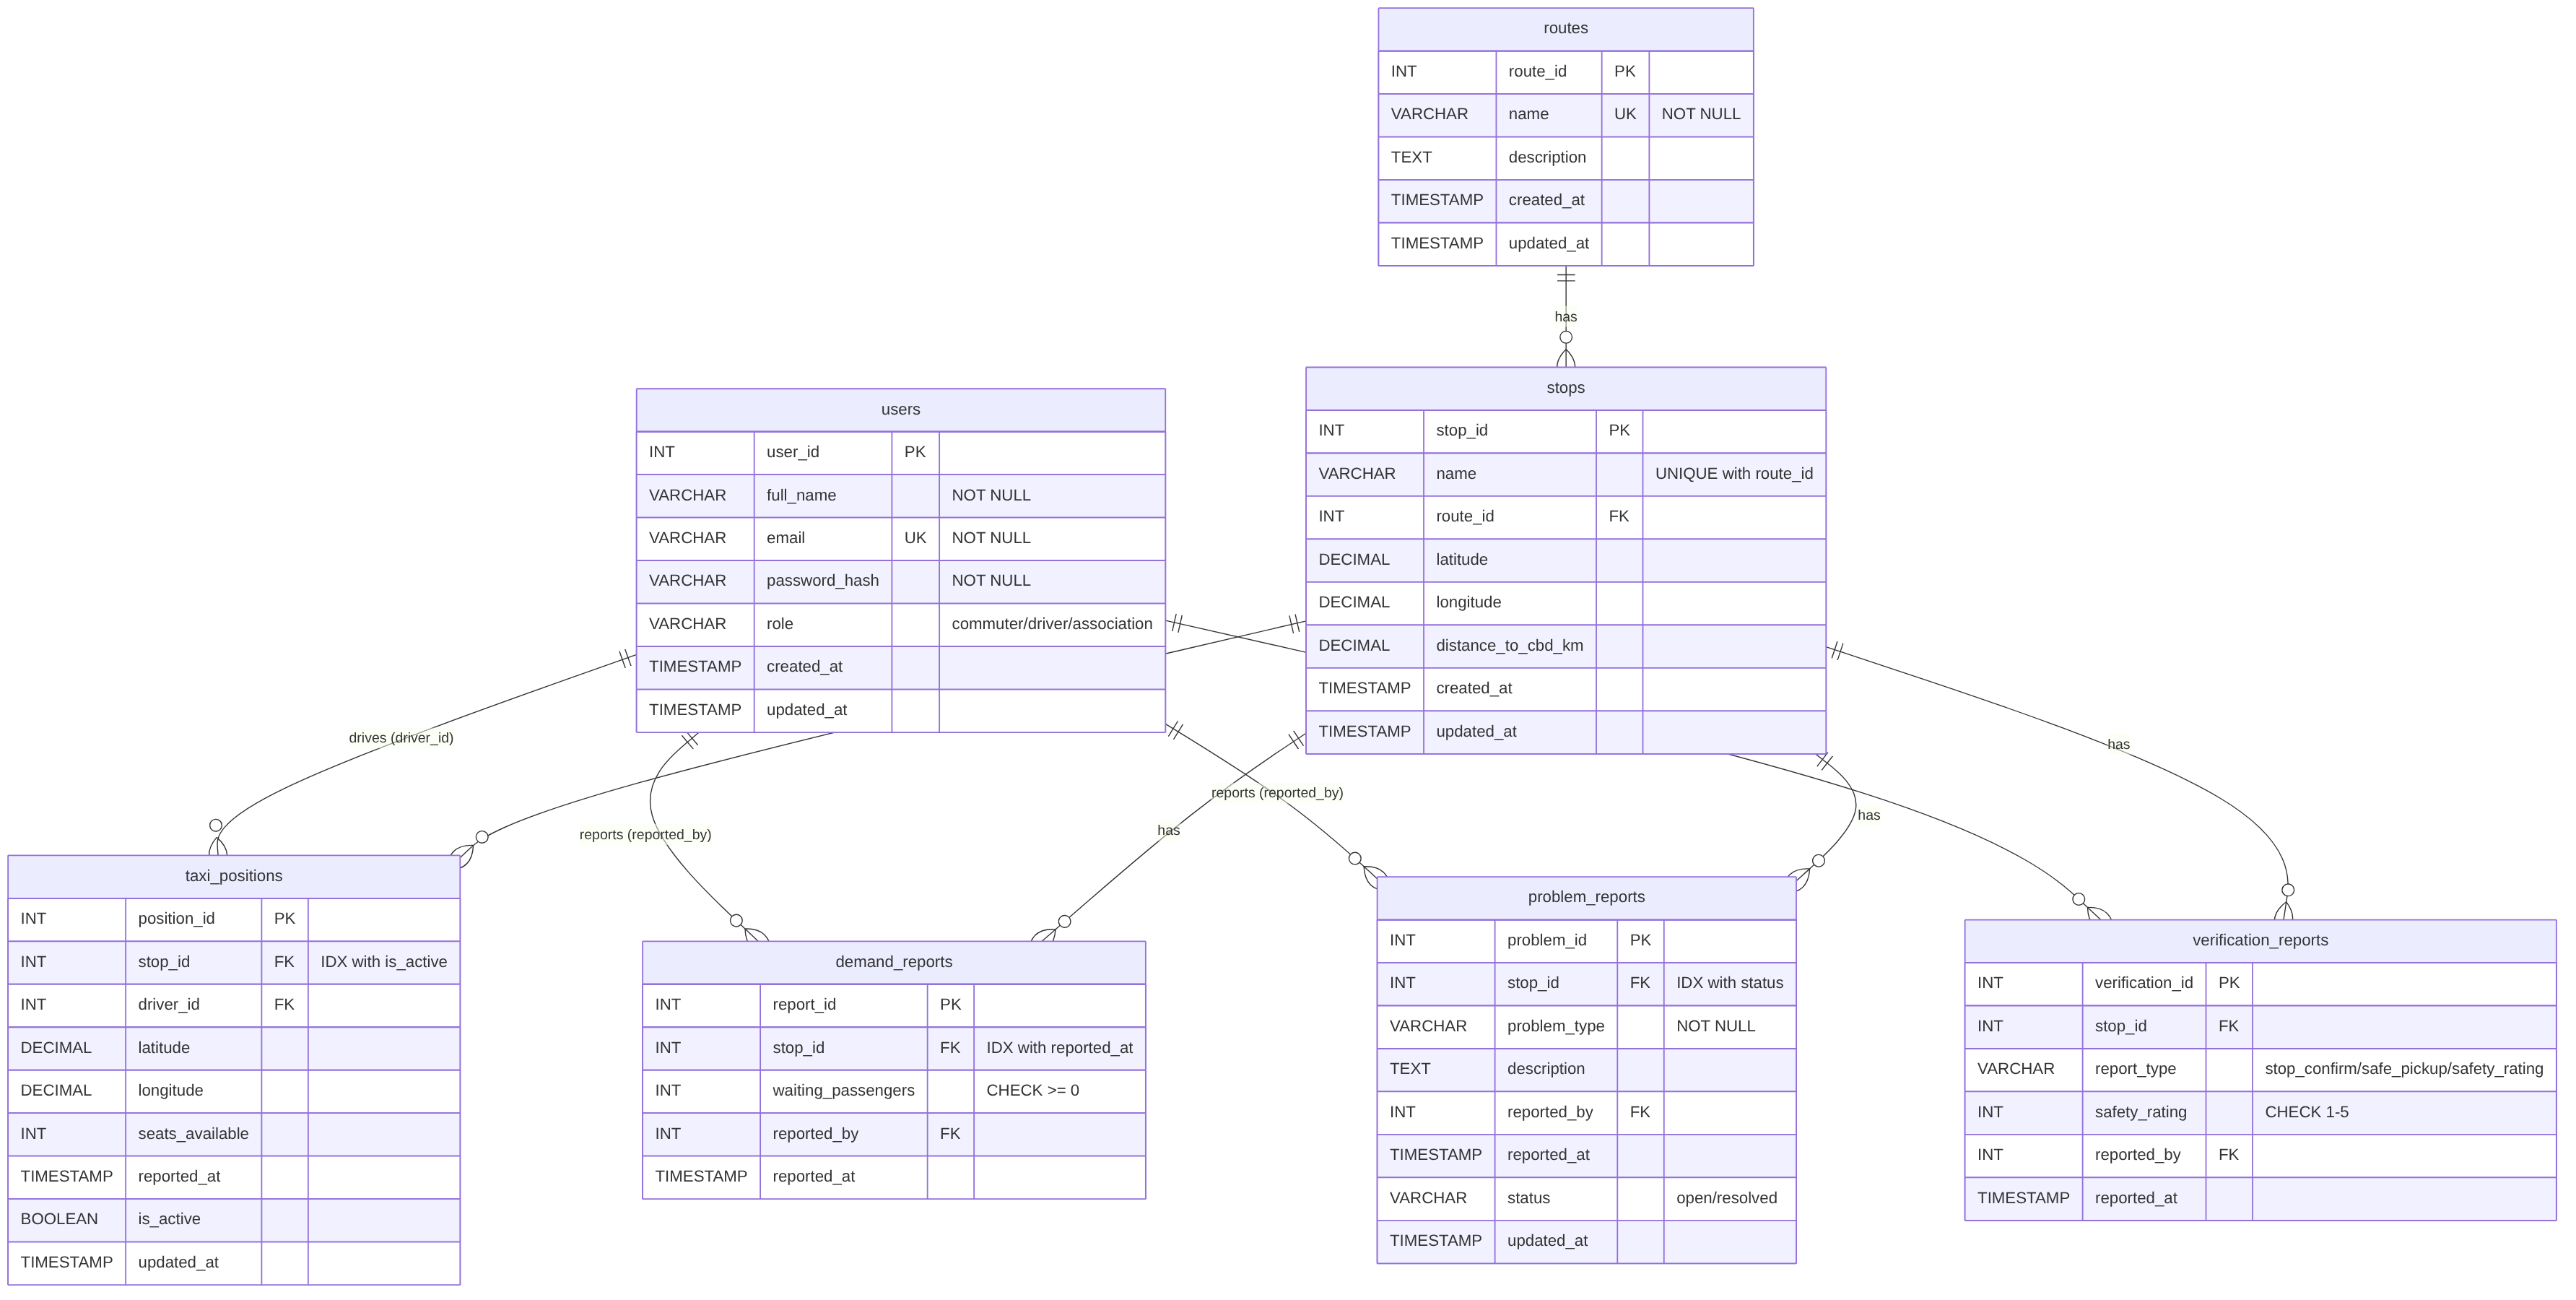 routes
INT route_id PK
VARCHAR name UK NOT NULL
TEXT description
TIMESTAMP created_at
TIMESTAMP updated_at
has
users
INT user_id PK
VARCHAR full_name NOT NULL
VARCHAR email UK NOT NULL
VARCHAR password_hash NOT NULL
VARCHAR role commuter/driver/association
TIMESTAMP created_at
TIMESTAMP updated_at
stops
INT stop_id PK
VARCHAR name UNIQUE with route_id
INT route_id FK
DECIMAL latitude
DECIMAL longitude
DECIMAL distance_to_cbd_km
TIMESTAMP created_at
TIMESTAMP updated_at
drives (driver_id)
reports (reported_by)
has
reports (reported_by)
has
has
taxi_positions
INT position_id PK
INT stop_id FK IDX with is_active
INT driver_id FK
DECIMAL latitude
DECIMAL longitude
INT seats_available
TIMESTAMP reported_at
BOOLEAN is_active
TIMESTAMP updated_at
demand_reports
INT report_id PK
INT stop_id FK IDX with reported_at
INT waiting_passengers CHECK >= 0
INT reported_by FK
TIMESTAMP reported_at
problem_reports
INT problem_id PK
INT stop_id FK IDX with status
VARCHAR problem_type NOT NULL
TEXT description
INT reported_by FK
TIMESTAMP reported_at
VARCHAR status open/resolved
TIMESTAMP updated_at
verification_reports
INT verification_id PK
INT stop_id FK
VARCHAR report_type stop_confirm/safe_pickup/safety_rating
INT safety_rating CHECK 1-5
INT reported_by FK
TIMESTAMP reported_at